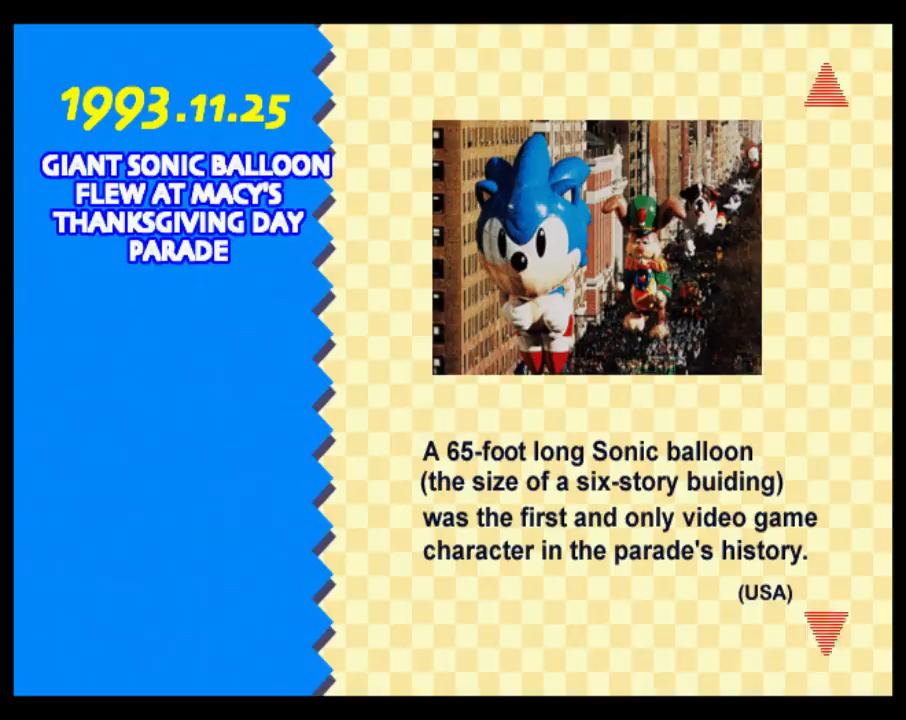 1993.11.25
GIANT SONIC BALLOON
FLEW AT MACY'S
THANKSGIVING DAY
PARADE
A 65-foot long Sonic balloon
(the size of a six-story buiding)
was the first and only video game
character in the parade's history.
(USA)